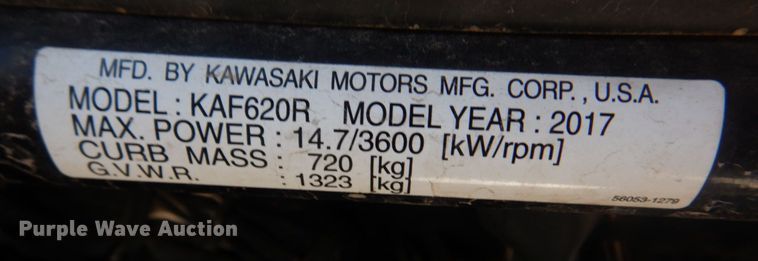 MFD. BY KAWASAKI MOTORS MFG. CORP., U.S.A.
MODEL : KAF620R MODEL YEAR : 2017
MAX. POWER : 14.7/3600 [kW/rpm]
CURB MASS : 720 [kg]
G.V.W.R. : 1323 [kg]
56053-1279
Purple Wave Auction